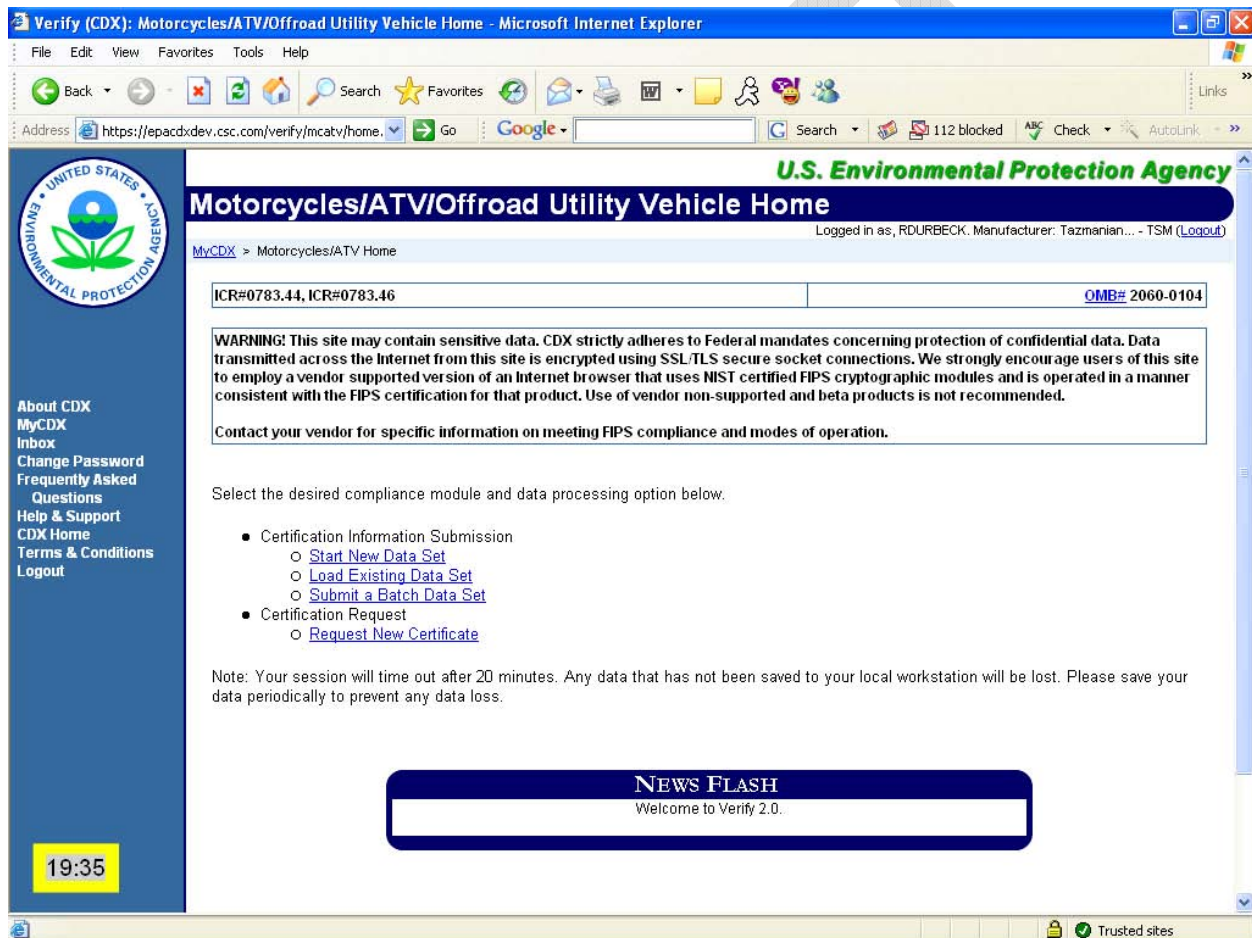 Verify (CDX): Motorcycles/ATV/Offroad Utility Vehicle Home - Microsoft Internet Explorer
File Edit View Favorites Tools Help
Back Search Favorites Links
Address https://epacdxdev.csc.com/verify/mcatv/home. Go Google Search 112 blocked Check AutoLink
UNITED STATES ENVIRONMENTAL PROTECTION AGENCY
U.S. Environmental Protection Agency
Motorcycles/ATV/Offroad Utility Vehicle Home
Logged in as, RDURBECK. Manufacturer: Tazmanian... - TSM (Logout)
MyCDX > Motorcycles/ATV Home
ICR#0783.44, ICR#0783.46 OMB# 2060-0104
WARNING! This site may contain sensitive data. CDX strictly adheres to Federal mandates concerning protection of confidential data. Data
transmitted across the Internet from this site is encrypted using SSL/TLS secure socket connections. We strongly encourage users of this site
to employ a vendor supported version of an Internet browser that uses NIST certified FIPS cryptographic modules and is operated in a manner
consistent with the FIPS certification for that product. Use of vendor non-supported and beta products is not recommended.
Contact your vendor for specific information on meeting FIPS compliance and modes of operation.
About CDX
MyCDX
Inbox
Change Password
Frequently Asked
Questions
Help & Support
CDX Home
Terms & Conditions
Logout
Select the desired compliance module and data processing option below.
Certification Information Submission
Start New Data Set
Load Existing Data Set
Submit a Batch Data Set
Certification Request
Request New Certificate
Note: Your session will time out after 20 minutes. Any data that has not been saved to your local workstation will be lost. Please save your
data periodically to prevent any data loss.
NEWS FLASH
Welcome to Verify 2.0.
19:35
Trusted sites